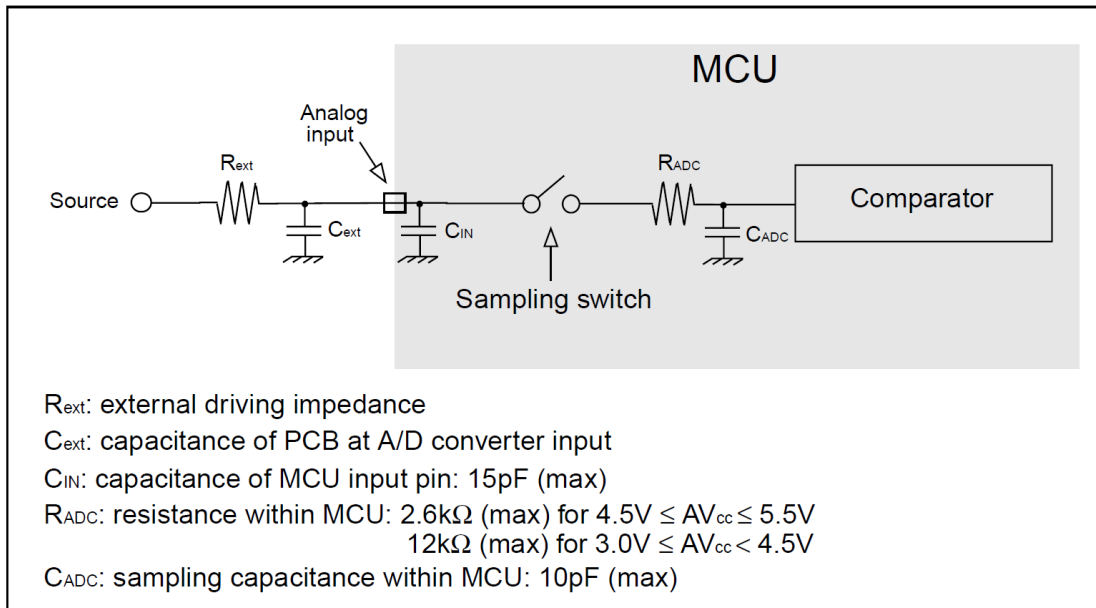 MCU
Analog
input
Rext
RADC
Source
Comparator
Cext
CIN
CADC
Sampling switch
Rext: external driving impedance
Cext: capacitance of PCB at A/D converter input
CIN: capacitance of MCU input pin: 15pF (max)
RADC: resistance within MCU: 2.6kΩ (max) for 4.5V ≤ AVcc ≤ 5.5V
12kΩ (max) for 3.0V ≤ AVcc < 4.5V
CADC: sampling capacitance within MCU: 10pF (max)